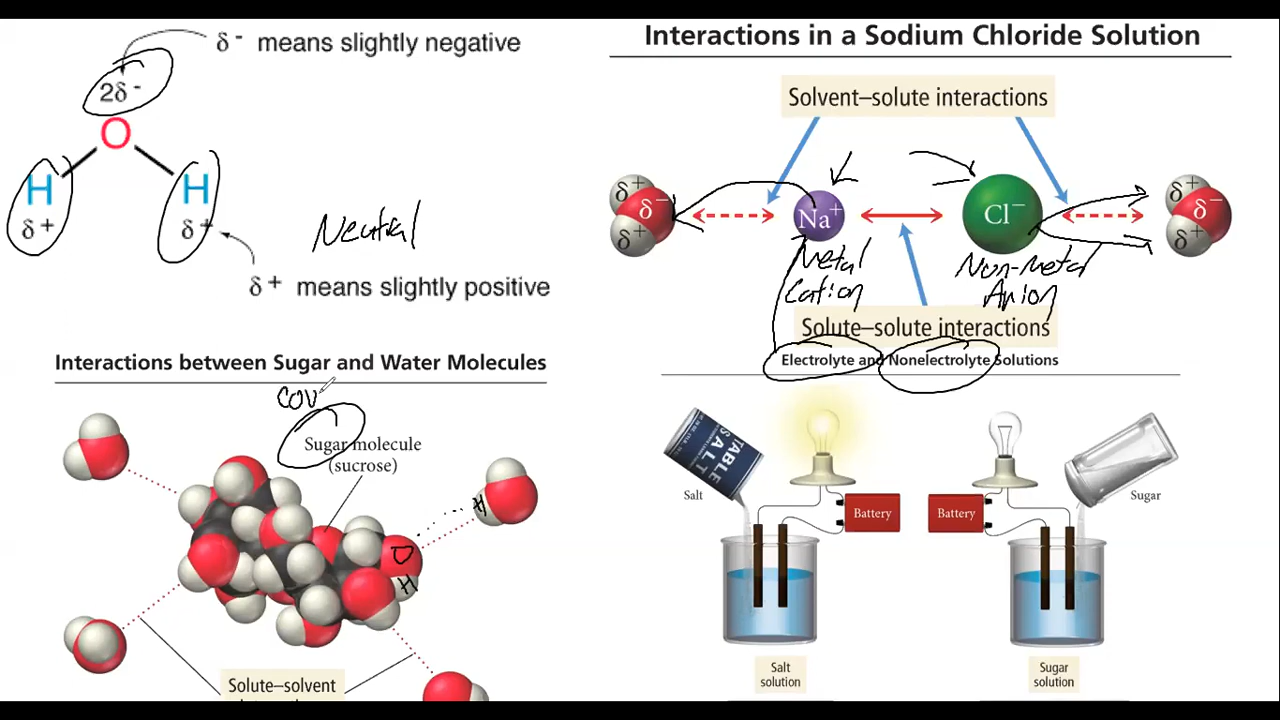 δ⁻ means slightly negative
2δ⁻
O
H H
δ+ δ+
Neutral
δ+ means slightly positive
Interactions in a Sodium Chloride Solution
Solvent–solute interactions
δ+ δ⁻ δ+
Na+
Cl⁻
δ+ δ⁻ δ+
Metal
Cation
Non-metal
Anion
Solute–solute interactions
Interactions between Sugar and Water Molecules
cov
Sugar molecule
(sucrose)
H
O
H
Solute–solvent
Electrolyte and Nonelectrolyte Solutions
TABLE
SALT
Salt
Battery
Battery
Sugar
Salt
solution
Sugar
solution